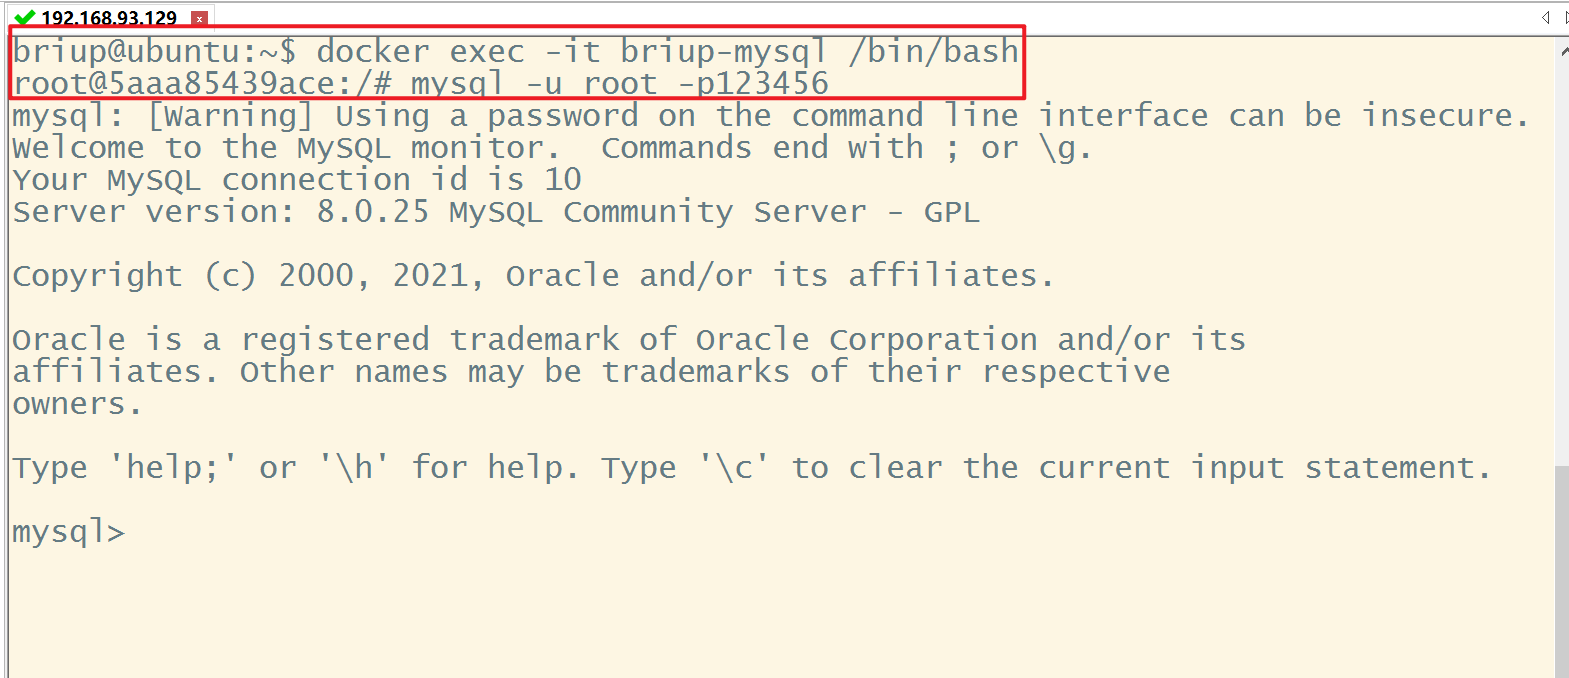 192.168.93.129
briup@ubuntu:~$ docker exec -it briup-mysql /bin/bash
root@5aaa85439ace:/# mysql -u root -p123456
mysql: [Warning] Using a password on the command line interface can be insecure.
Welcome to the MySQL monitor.  Commands end with ; or \g.
Your MySQL connection id is 10
Server version: 8.0.25 MySQL Community Server - GPL
Copyright (c) 2000, 2021, Oracle and/or its affiliates.
Oracle is a registered trademark of Oracle Corporation and/or its
affiliates. Other names may be trademarks of their respective
owners.
Type 'help;' or '\h' for help. Type '\c' to clear the current input statement.
mysql>